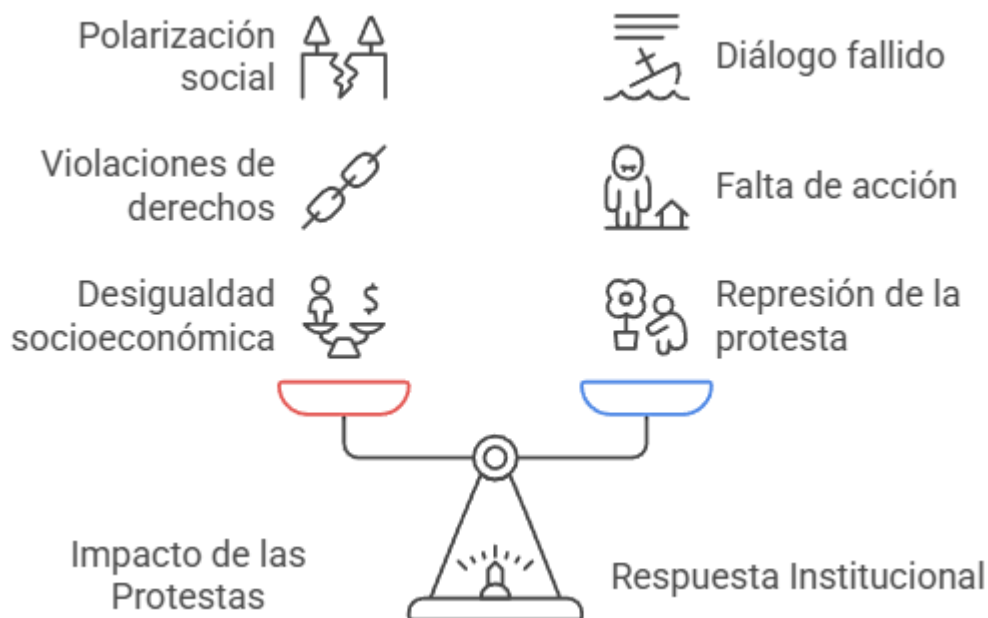 Polarización
social
Diálogo fallido
Violaciones de
derechos
Falta de acción
Desigualdad
socioeconómica
$
Represión de la
protesta
Impacto de las
Protestas
Respuesta Institucional